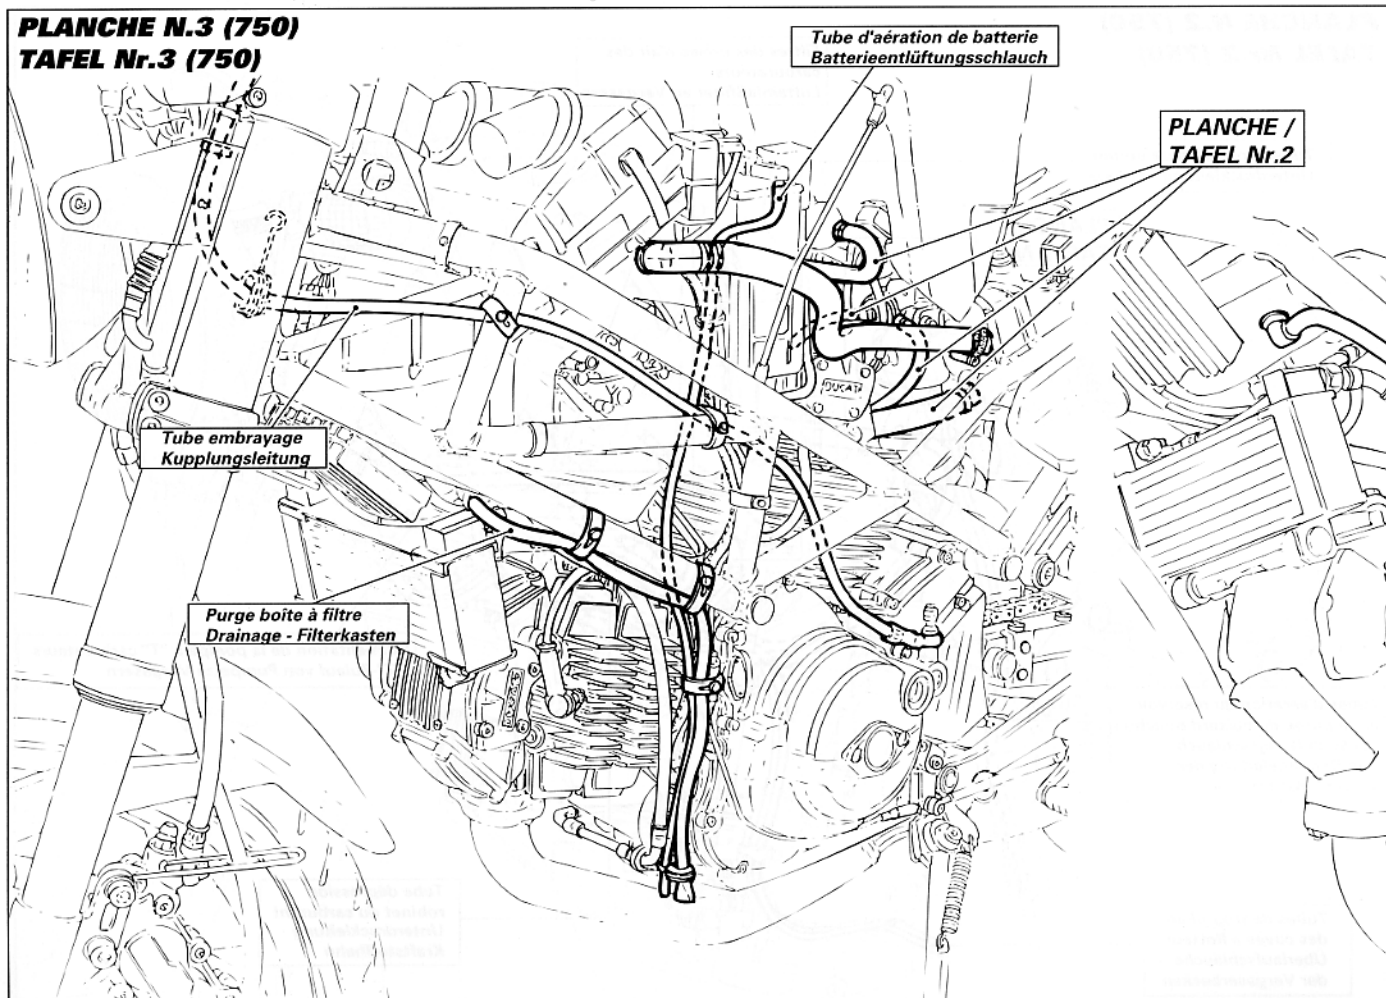 PLANCHE N.3 (750)
TAFEL Nr.3 (750)
Tube d'aération de batterie
Batterieentlüftungsschlauch
PLANCHE /
TAFEL Nr.2
DUCATI
Tube embrayage
Kupplungsleitung
Purge boîte à filtre
Drainage - Filterkasten